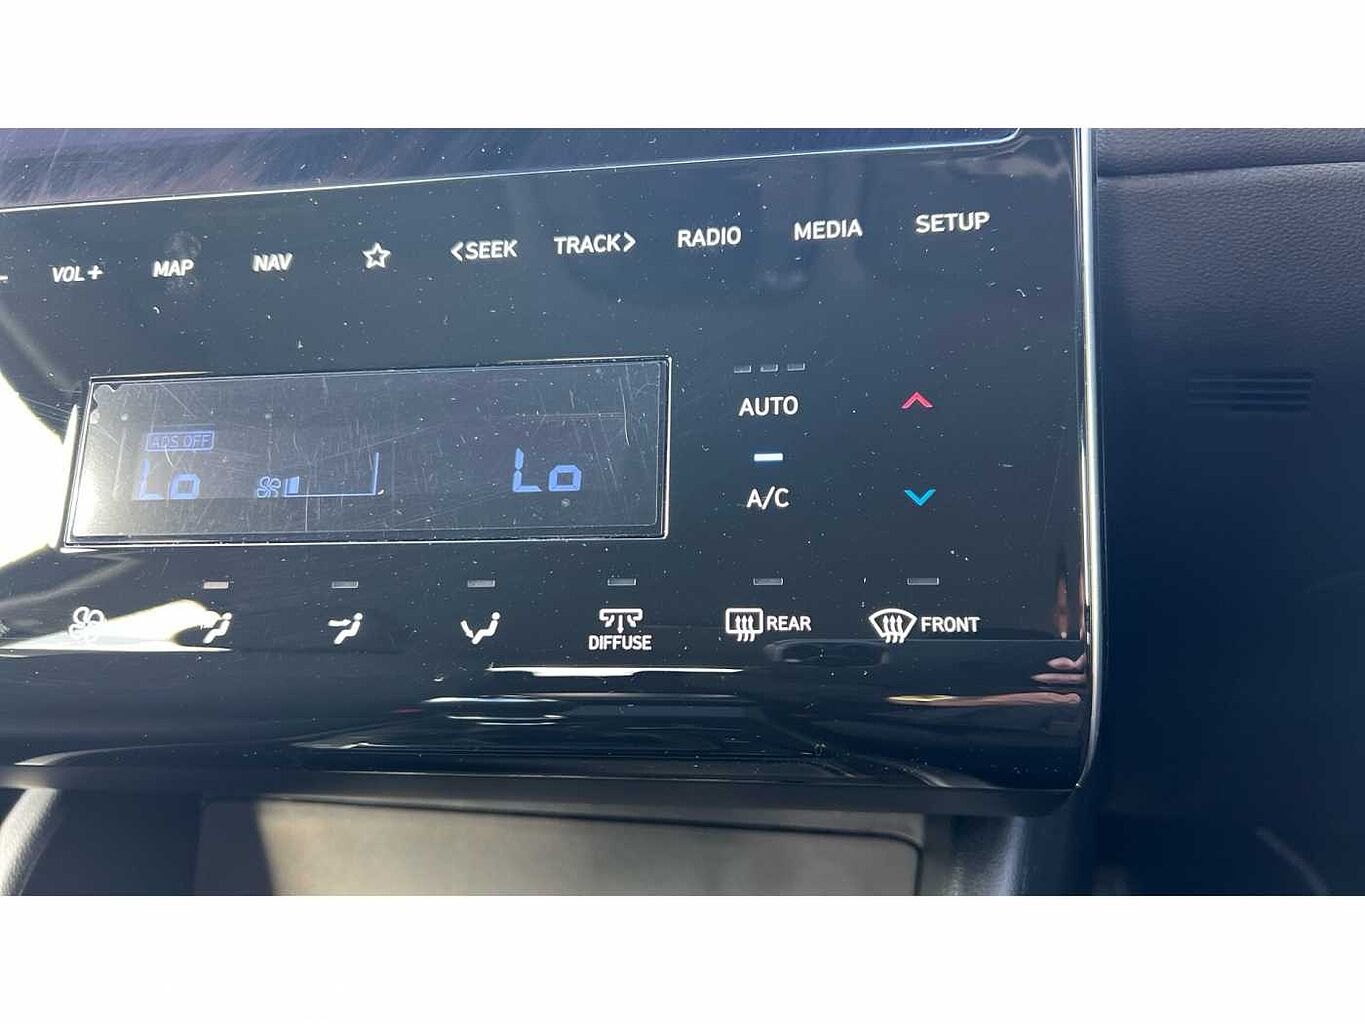 VOL + MAP NAV <SEEK TRACK> RADIO MEDIA SETUP
AUTO
ADS OFF
Lo Lo
A/C
DIFFUSE REAR FRONT